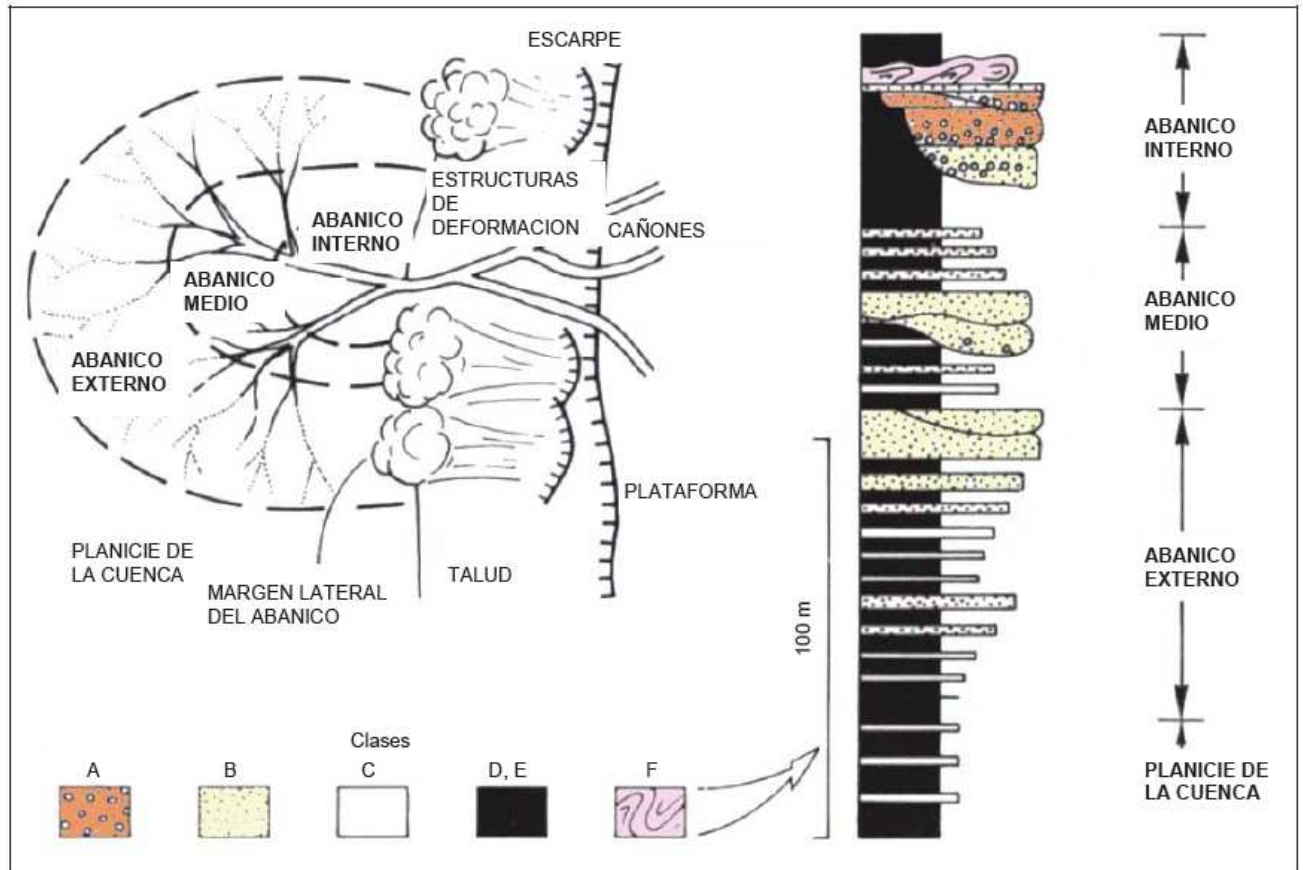 ESCARPE
ESTRUCTURAS
DE
DEFORMACION
CAÑONES
ABANICO
INTERNO
ABANICO
MEDIO
ABANICO
EXTERNO
PLATAFORMA
PLANICIE DE
LA CUENCA
MARGEN LATERAL
DEL ABANICO
TALUD
Clases
A
B
C
D, E
F
100 m
ABANICO
INTERNO
ABANICO
MEDIO
ABANICO
EXTERNO
PLANICIE DE
LA CUENCA